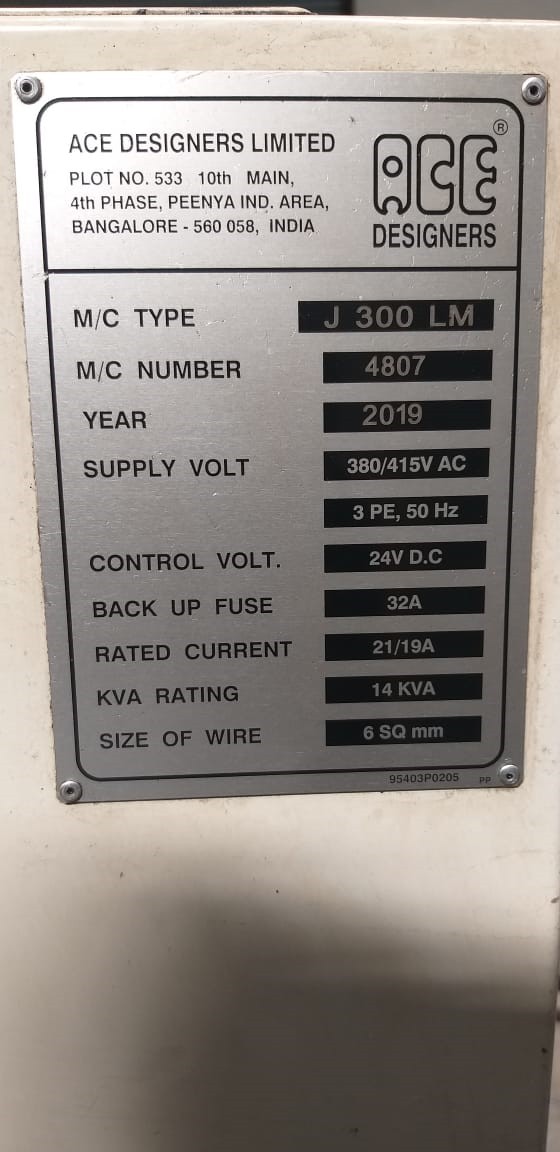 ACE DESIGNERS LIMITED
PLOT NO. 533 10th MAIN,
4th PHASE, PEENYA IND. AREA,
BANGALORE - 560 058, INDIA
ACE ®
DESIGNERS
M/C TYPE J 300 LM
M/C NUMBER 4807
YEAR 2019
SUPPLY VOLT 380/415V AC
3 PE, 50 Hz
CONTROL VOLT. 24V D.C
BACK UP FUSE 32A
RATED CURRENT 21/19A
KVA RATING 14 KVA
SIZE OF WIRE 6 SQ mm
95403P0205 PP